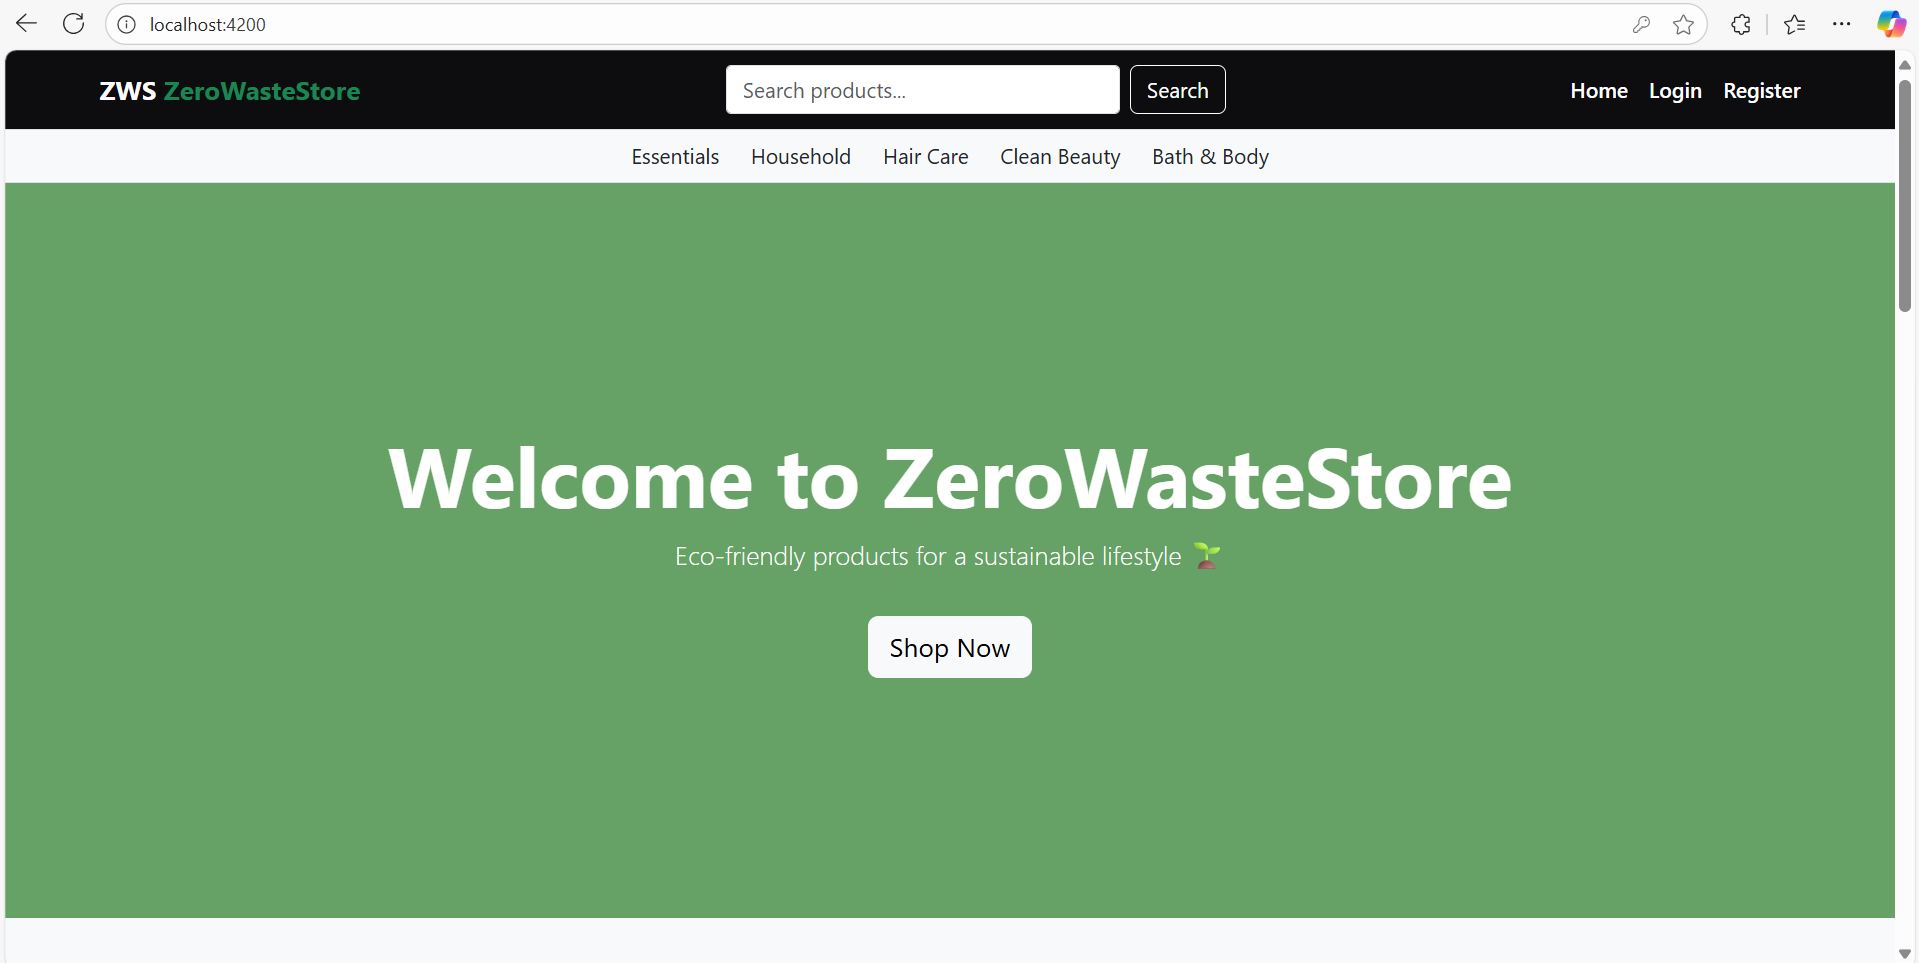 localhost:4200
ZWS ZeroWasteStore Search products... Search Home Login Register
Essentials Household Hair Care Clean Beauty Bath & Body
Welcome to ZeroWasteStore
Eco-friendly products for a sustainable lifestyle 🌱
Shop Now